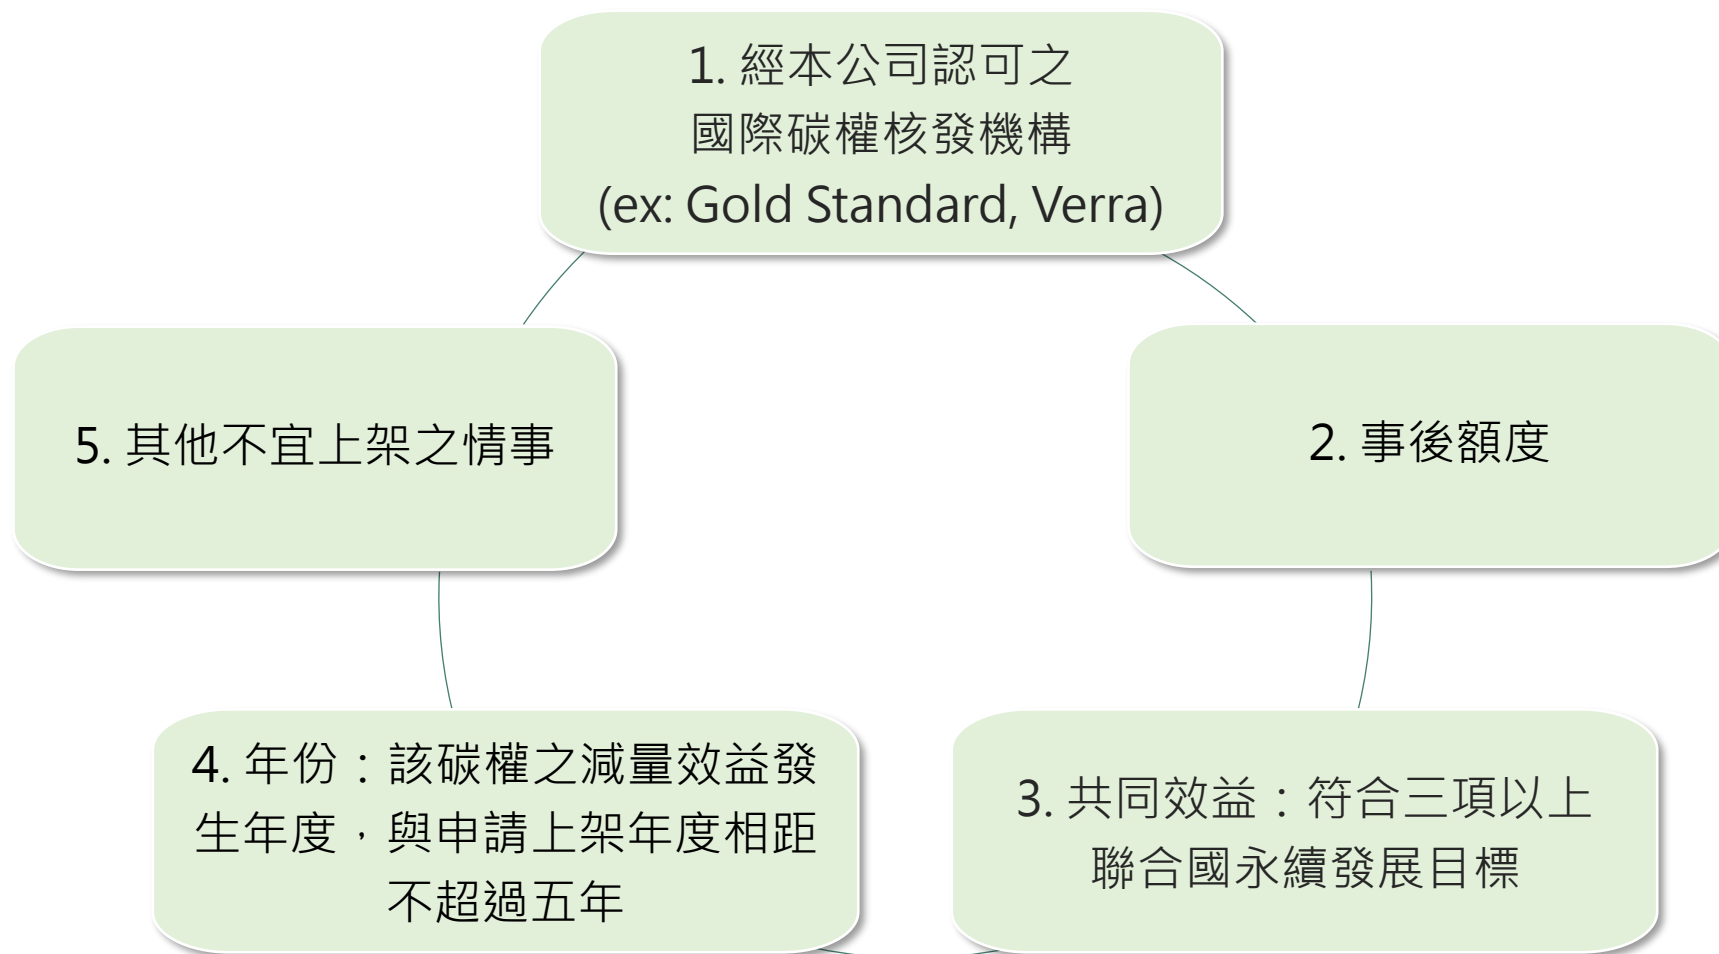 1. 經本公司認可之
國際碳權核發機構
(ex: Gold Standard, Verra)
2. 事後額度
3. 共同效益：符合三項以上
聯合國永續發展目標
4. 年份：該碳權之減量效益發
生年度，與申請上架年度相距
不超過五年
5. 其他不宜上架之情事